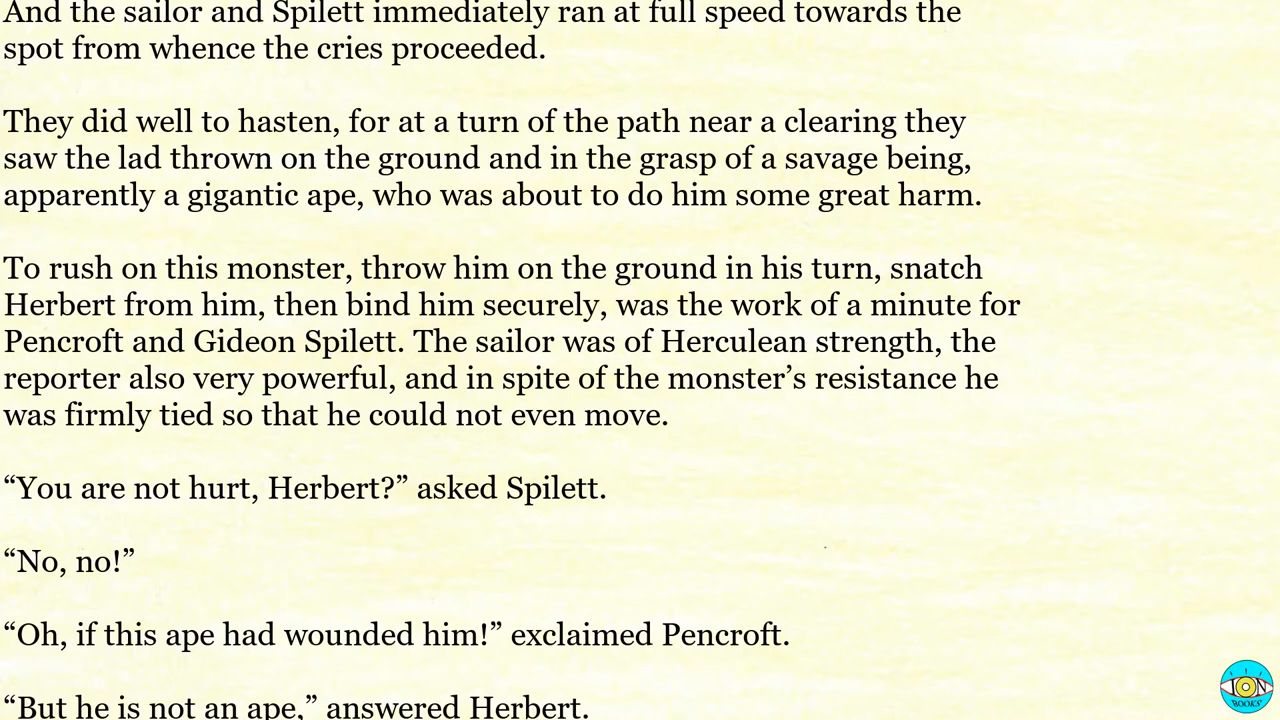 And the sailor and Spilett immediately ran at full speed towards the
spot from whence the cries proceeded.
They did well to hasten, for at a turn of the path near a clearing they
saw the lad thrown on the ground and in the grasp of a savage being,
apparently a gigantic ape, who was about to do him some great harm.
To rush on this monster, throw him on the ground in his turn, snatch
Herbert from him, then bind him securely, was the work of a minute for
Pencroft and Gideon Spilett. The sailor was of Herculean strength, the
reporter also very powerful, and in spite of the monster’s resistance he
was firmly tied so that he could not even move.
“You are not hurt, Herbert?” asked Spilett.
“No, no!”
“Oh, if this ape had wounded him!” exclaimed Pencroft.
“But he is not an ape,” answered Herbert.
ION
BOOKS